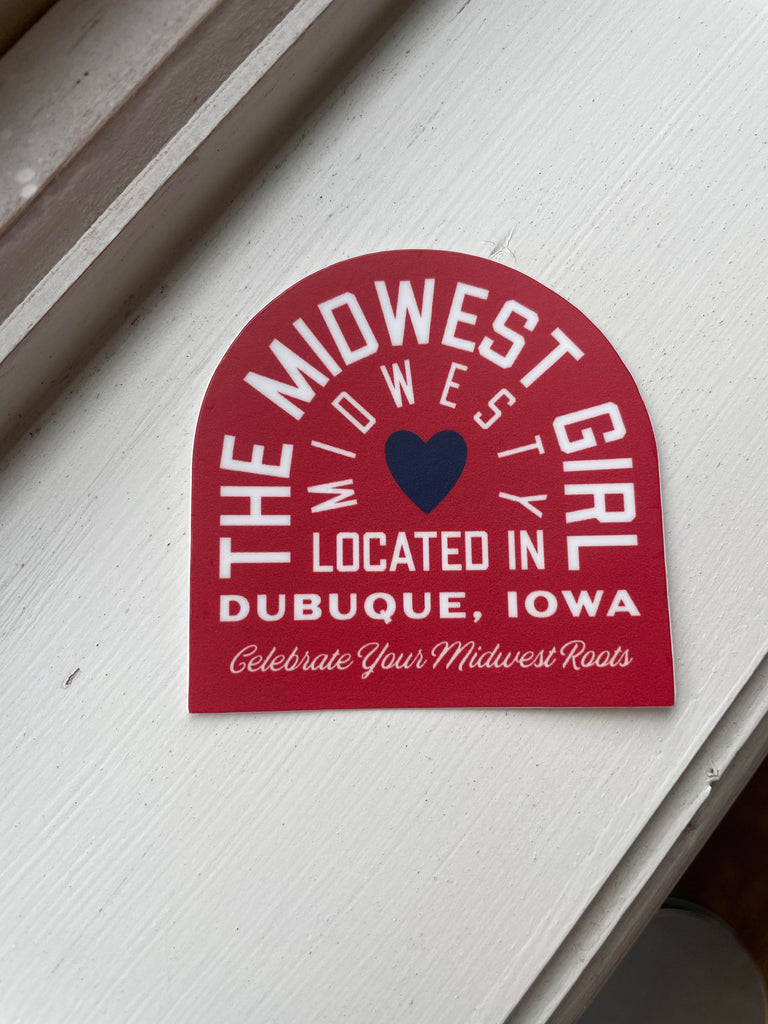 THE MIDWEST GIRL
MIDWESTY
LOCATED IN
DUBUQUE, IOWA
Celebrate Your Midwest Roots